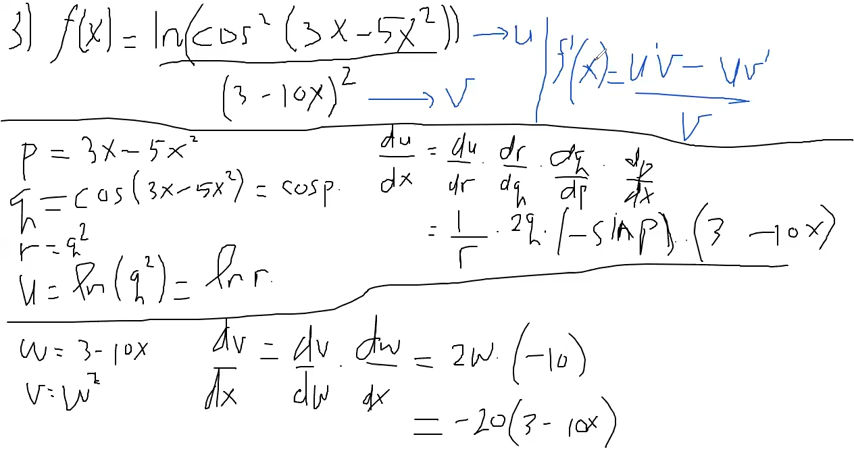 3) f(x) = ln(cos²(3x-5x²)) → u
(3-10x)² → v
f'(x) = u'v - uv'
v
p = 3x-5x²
q = cos(3x-5x²) = cos p.
r = q²
u = ln(q²) = ln r.
du/dx = du/dr · dr/dq · dq/dp · dp/dx
= 1/r · 2q · (-sin p) · (3 - 10x)
w = 3-10x
v = w²
dv/dx = dv/dw · dw/dx = 2w · (-10)
= -20(3-10x)